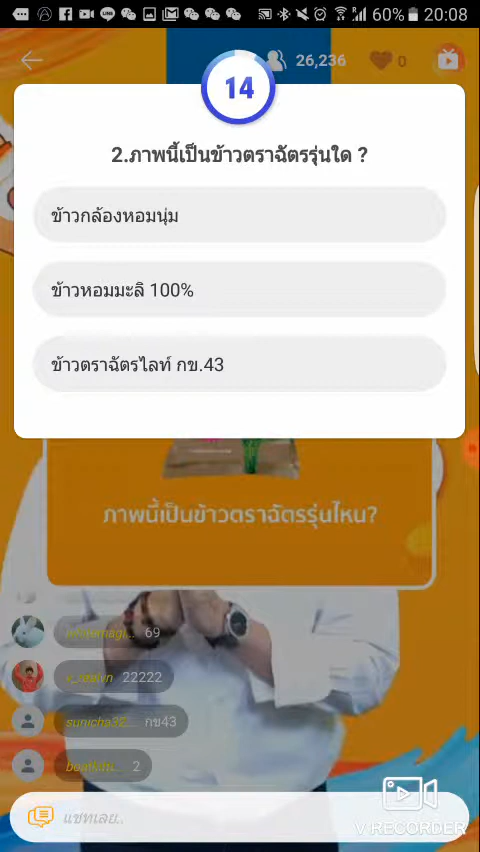 60% 20:08
26,236 0
14
2.ภาพนี้เป็นข้าวตราฉัตรรุ่นใด ?
ข้าวกล้องหอมนุ่ม
ข้าวหอมมะลิ 100%
ข้าวตราฉัตรไลท์ กข.43
ภาพนี้เป็นข้าวตราฉัตรรุ่นไหน?
69
22222
sunicha32... กข43
2
แชทเลย..
V RECORDER